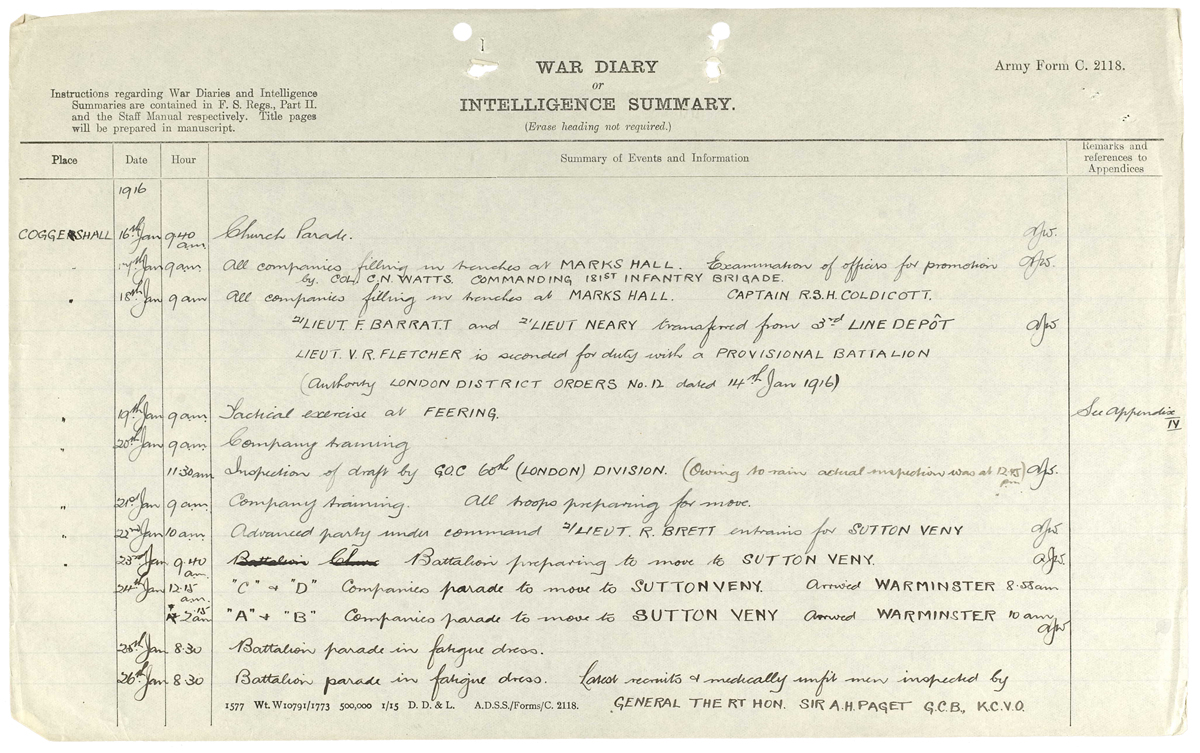 WAR DIARY
or
INTELLIGENCE SUMMARY.
(Erase heading not required.)
Army Form C. 2118.
Instructions regarding War Diaries and Intelligence
Summaries are contained in F. S. Regs., Part II.
and the Staff Manual respectively. Title pages
will be prepared in manuscript.
Place Date Hour Summary of Events and Information Remarks and references to Appendices
1916
COGGESHALL 16th Jan 9.40 am Church Parade.
" 17th Jan 9 am All companies filling in trenches at MARKS HALL. Examination of officers for promotion
by COL. C.N. WATTS. COMMANDING 181ST INFANTRY BRIGADE.
" 18th Jan 9 am All companies filling in trenches at MARKS HALL. CAPTAIN R.S.H. COLDICOTT.
2/LIEUT. F. BARRATT and 2/LIEUT NEARY transferred from 3rd LINE DEPÔT
LIEUT. V. R. FLETCHER is seconded for duty with a PROVISIONAL BATTALION
(Authority LONDON DISTRICT ORDERS No. 12 dated 14th Jan 1916)
" 19th Jan 9 am Tactical exercise at FEERING. See Appendix IV
" 20th Jan 9 am Company training
11.30 am Inspection of draft by GOC 60th (LONDON) DIVISION. (Owing to rain actual inspection was at 12.15 pm)
" 21st Jan 9 am Company training. All troops preparing for move.
" 22nd Jan 10 am Advanced party under command 2/LIEUT. R. BRETT entrains for SUTTON VENY
" 23rd Jan 9.40 am Battalion Battalion preparing to move to SUTTON VENY.
24th Jan 12.15 am "C" & "D" Companies parade to move to SUTTON VENY. Arrived WARMINSTER 8.55 am
2.15 am "A" & "B" Companies parade to move to SUTTON VENY Arrived WARMINSTER 10 am
25th Jan 8.30 Battalion parade in fatigue dress.
26th Jan 8.30 Battalion parade in fatigue dress. Latest recruits & medically unfit men inspected by
GENERAL THE RT HON. SIR A.H. PAGET G.C.B., K.C.V.O.
1577 Wt. W10791/1773 500,000 1/15 D. D. & L. A.D.S.S./Forms/C. 2118.